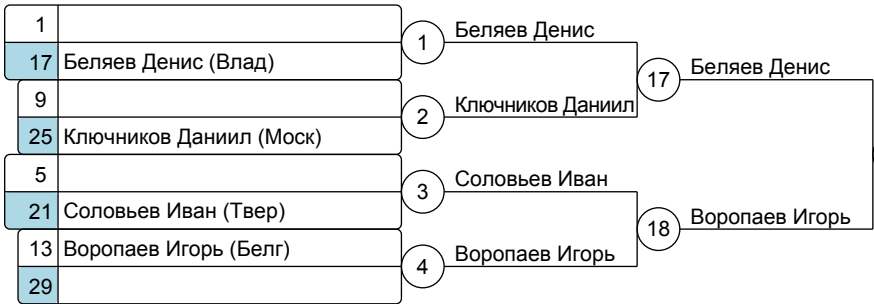 1
17 Беляев Денис (Влад)
1
Беляев Денис
9
25 Ключников Даниил (Моск)
2
Ключников Даниил
17
Беляев Денис
5
21 Соловьев Иван (Твер)
3
Соловьев Иван
13 Воропаев Игорь (Белг)
29
4
Воропаев Игорь
18
Воропаев Игорь